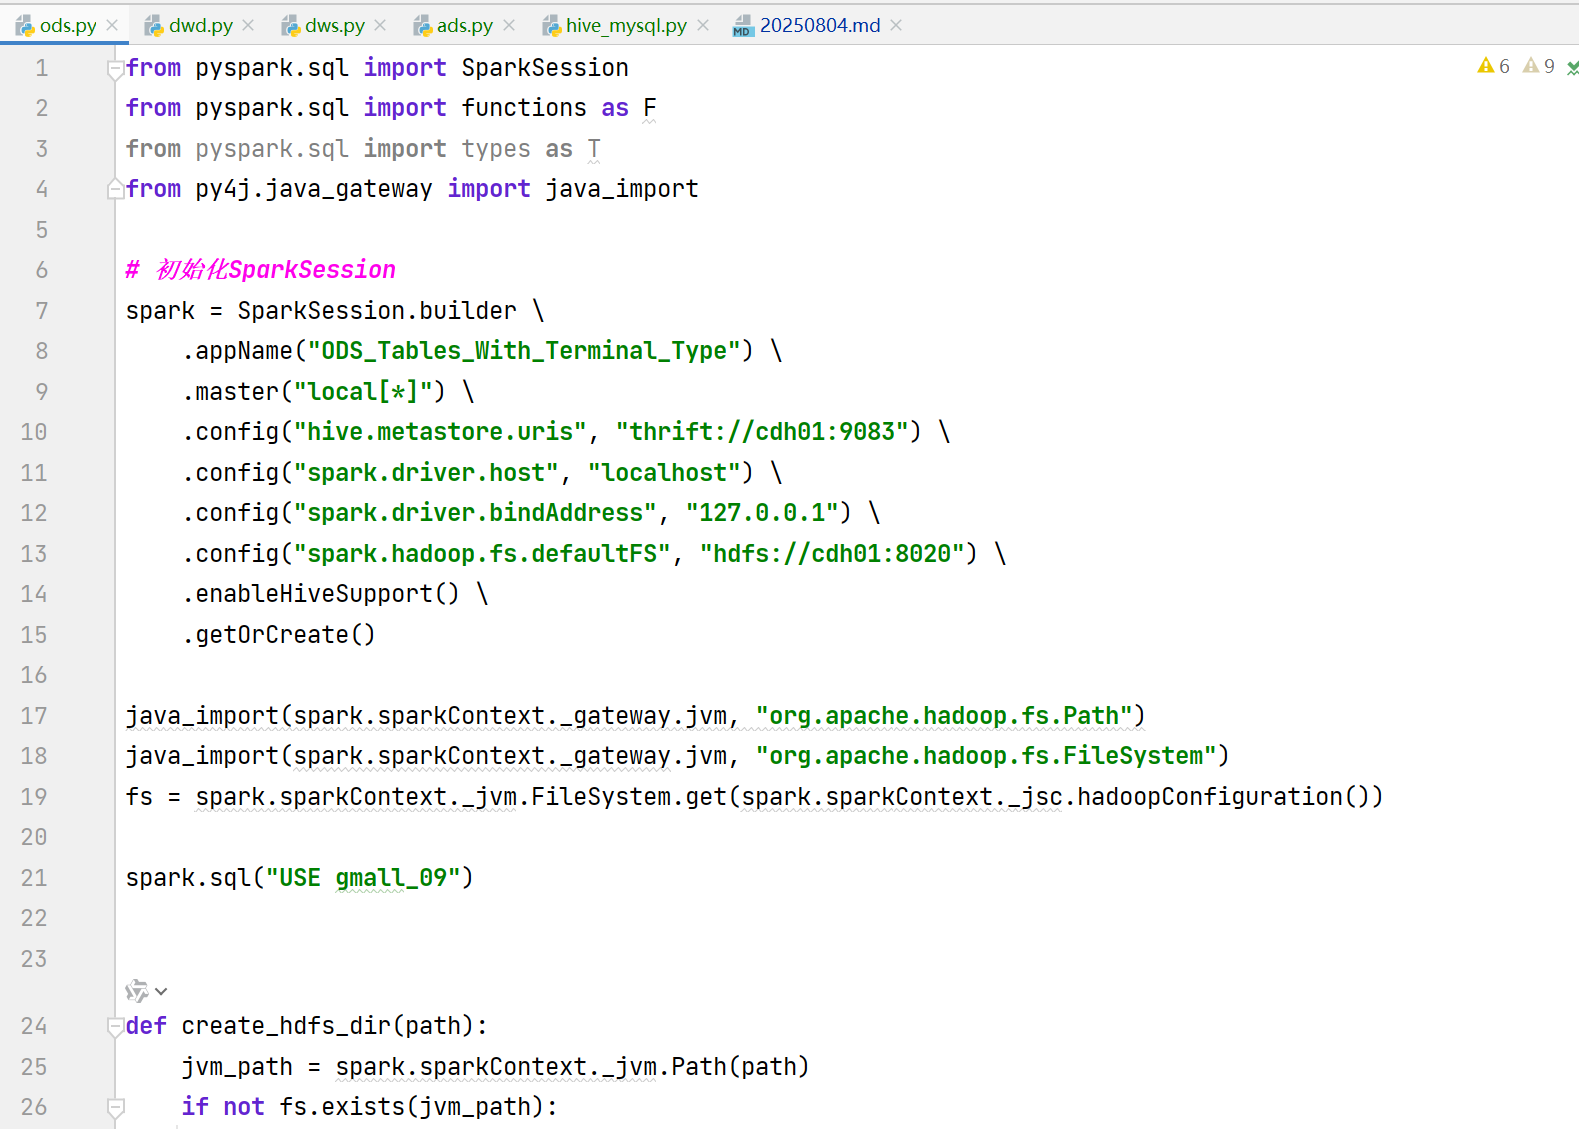 ods.py dwd.py dws.py ads.py hive_mysql.py MD 20250804.md
6 9
1 from pyspark.sql import SparkSession
2 from pyspark.sql import functions as F
3 from pyspark.sql import types as T
4 from py4j.java_gateway import java_import
5
6 # 初始化SparkSession
7 spark = SparkSession.builder \
8     .appName("ODS_Tables_With_Terminal_Type") \
9     .master("local[*]") \
10     .config("hive.metastore.uris", "thrift://cdh01:9083") \
11     .config("spark.driver.host", "localhost") \
12     .config("spark.driver.bindAddress", "127.0.0.1") \
13     .config("spark.hadoop.fs.defaultFS", "hdfs://cdh01:8020") \
14     .enableHiveSupport() \
15     .getOrCreate()
16
17 java_import(spark.sparkContext._gateway.jvm, "org.apache.hadoop.fs.Path")
18 java_import(spark.sparkContext._gateway.jvm, "org.apache.hadoop.fs.FileSystem")
19 fs = spark.sparkContext._jvm.FileSystem.get(spark.sparkContext._jsc.hadoopConfiguration())
20
21 spark.sql("USE gmall_09")
22
23
24 def create_hdfs_dir(path):
25     jvm_path = spark.sparkContext._jvm.Path(path)
26     if not fs.exists(jvm_path):